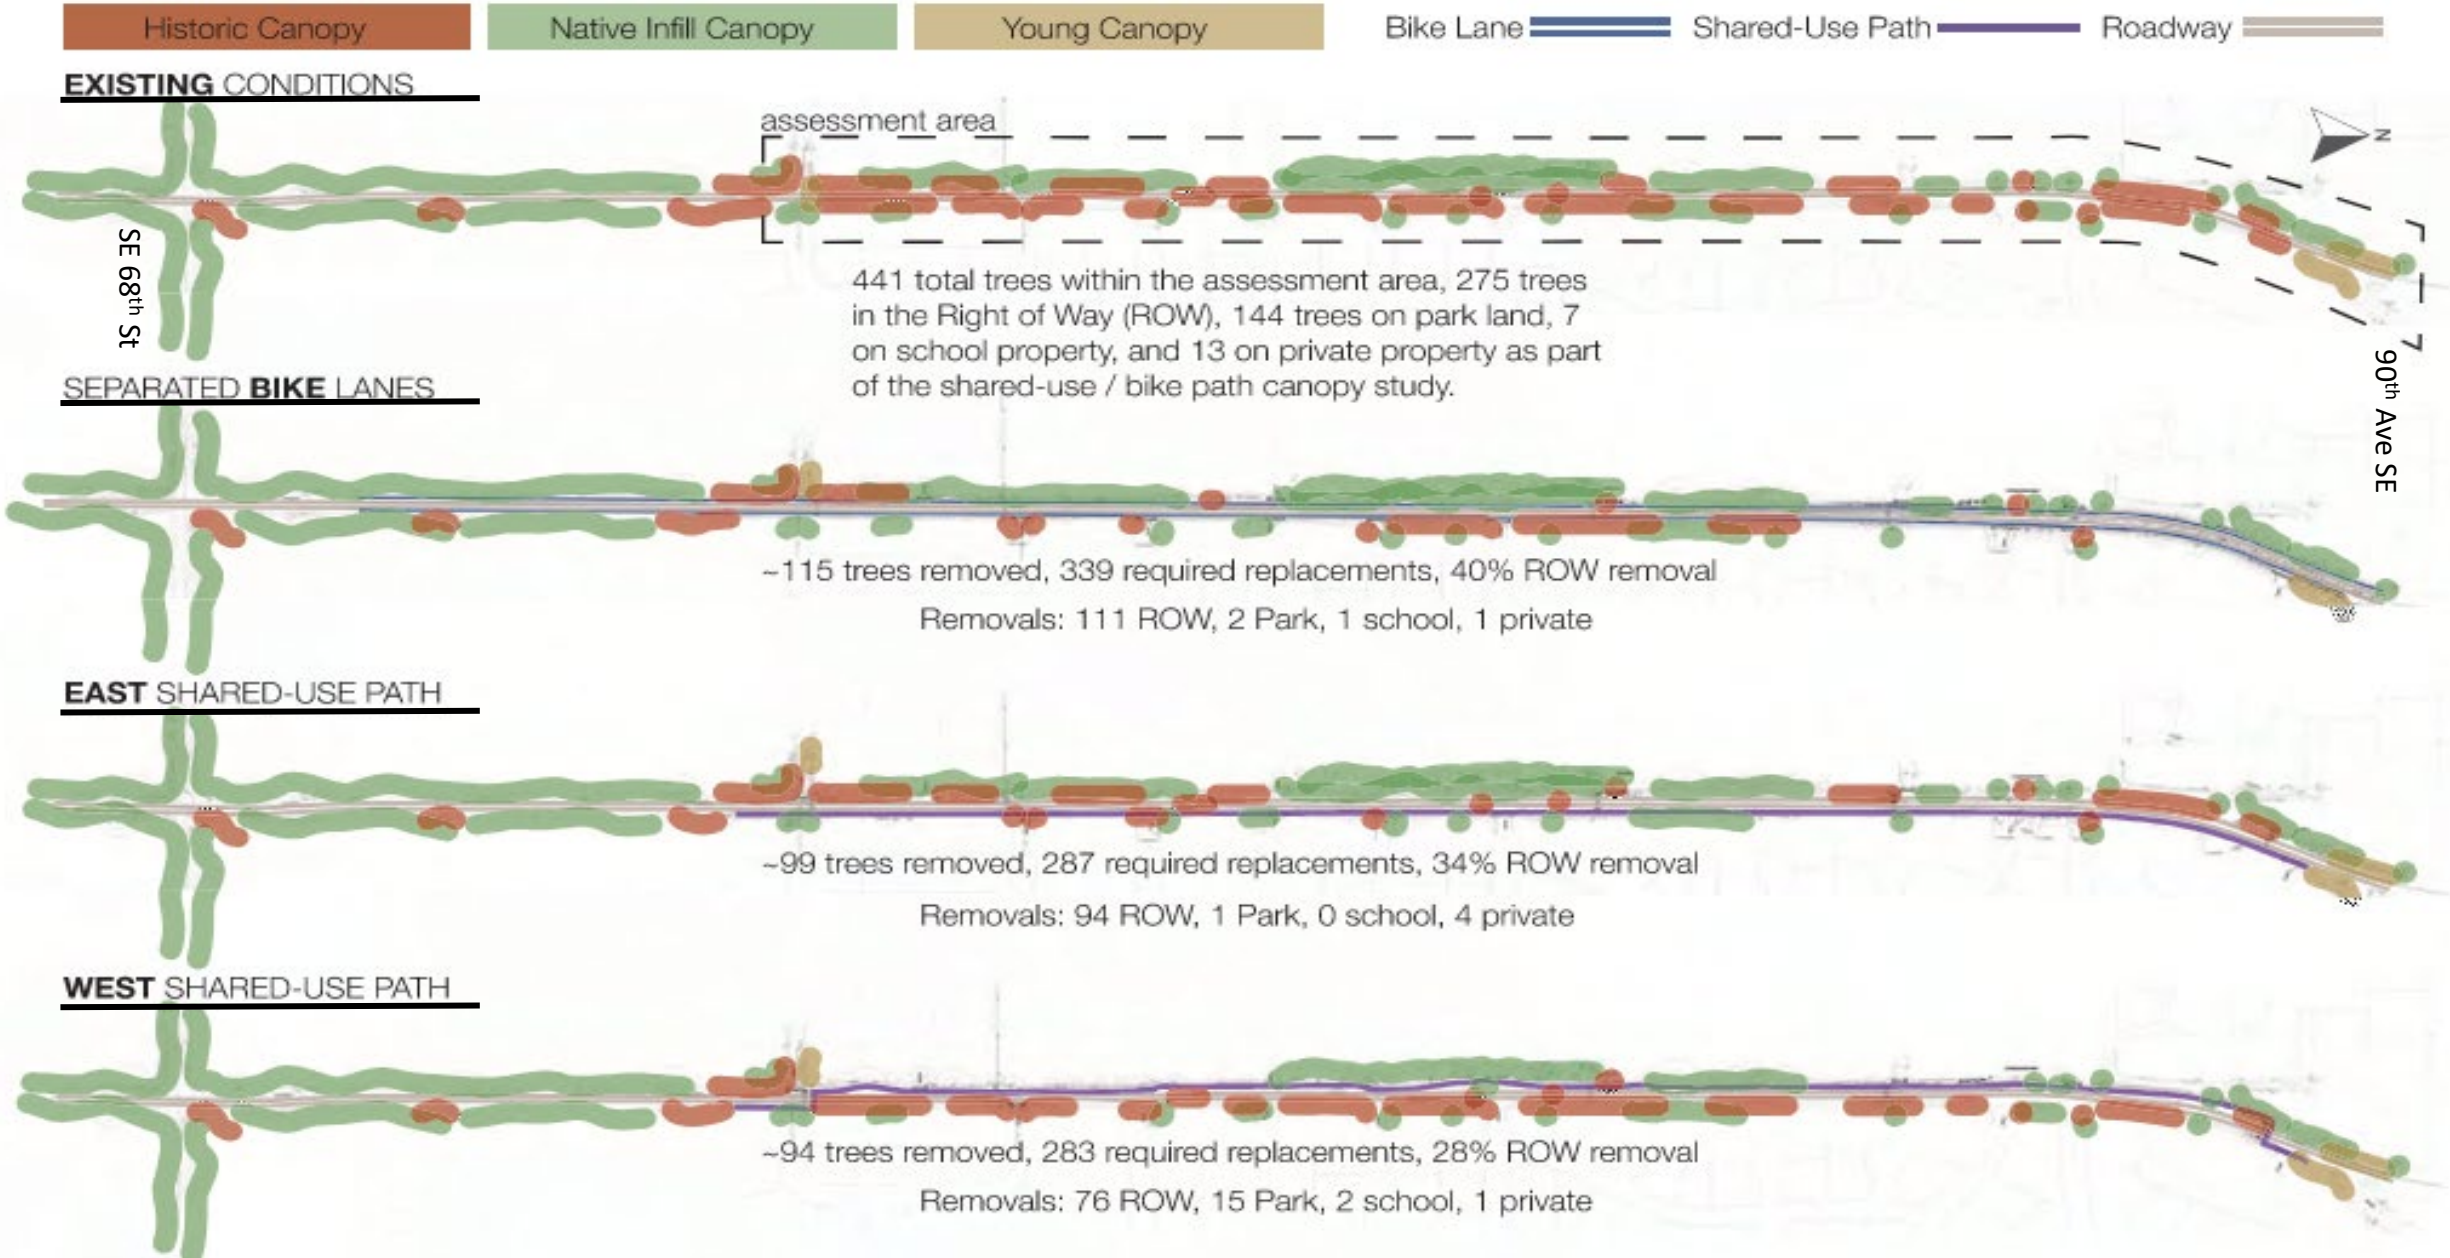 Historic Canopy
Native Infill Canopy
Young Canopy
Bike Lane
Shared-Use Path
Roadway
EXISTING CONDITIONS
assessment area
N
SE 68th St
441 total trees within the assessment area, 275 trees
in the Right of Way (ROW), 144 trees on park land, 7
on school property, and 13 on private property as part
of the shared-use / bike path canopy study.
90th Ave SE
SEPARATED BIKE LANES
~115 trees removed, 339 required replacements, 40% ROW removal
Removals: 111 ROW, 2 Park, 1 school, 1 private
EAST SHARED-USE PATH
~99 trees removed, 287 required replacements, 34% ROW removal
Removals: 94 ROW, 1 Park, 0 school, 4 private
WEST SHARED-USE PATH
~94 trees removed, 283 required replacements, 28% ROW removal
Removals: 76 ROW, 15 Park, 2 school, 1 private